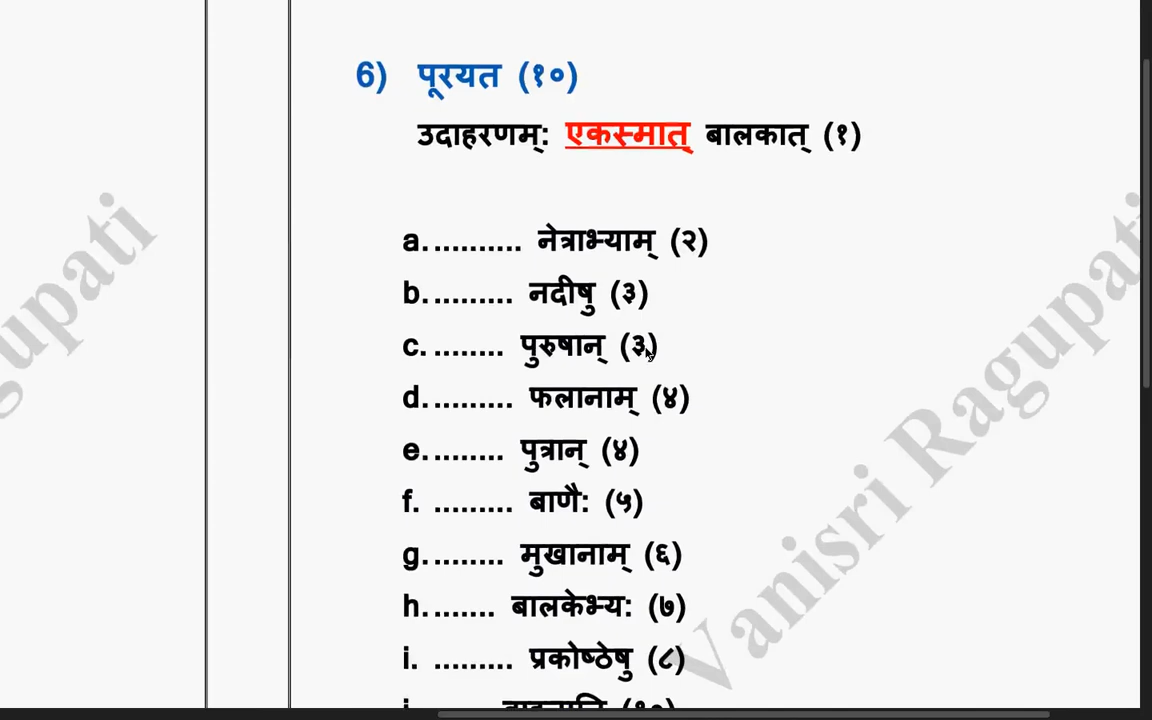 6) पूरयत (१०)
उदाहरणम्: एकस्मात् बालकात् (१)
a. .......... नेत्राभ्याम् (२)
b. ......... नदीषु (३)
c. ........ पुरुषान् (३)
d. ......... फलानाम् (४)
e. ........ पुत्रान् (४)
f. ......... बाणै: (५)
g. ........ मुखानाम् (६)
h. ....... बालकेभ्य: (७)
i. ......... प्रकोष्ठेषु (८)
gupati
Vanisri Ragupati